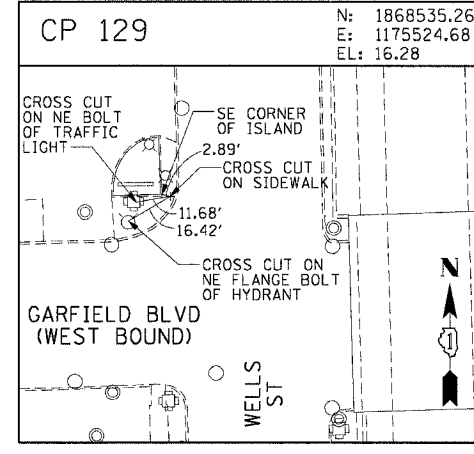 CP 129
N: 1868535.26
E: 1175524.68
EL: 16.28
CROSS CUT
ON NE BOLT
OF TRAFFIC
LIGHT
SE CORNER
OF ISLAND
2.89'
CROSS CUT
ON SIDEWALK
11.68'
16.42'
CROSS CUT ON
NE FLANGE BOLT
OF HYDRANT
GARFIELD BLVD
(WEST BOUND)
WELLS
ST
N
1